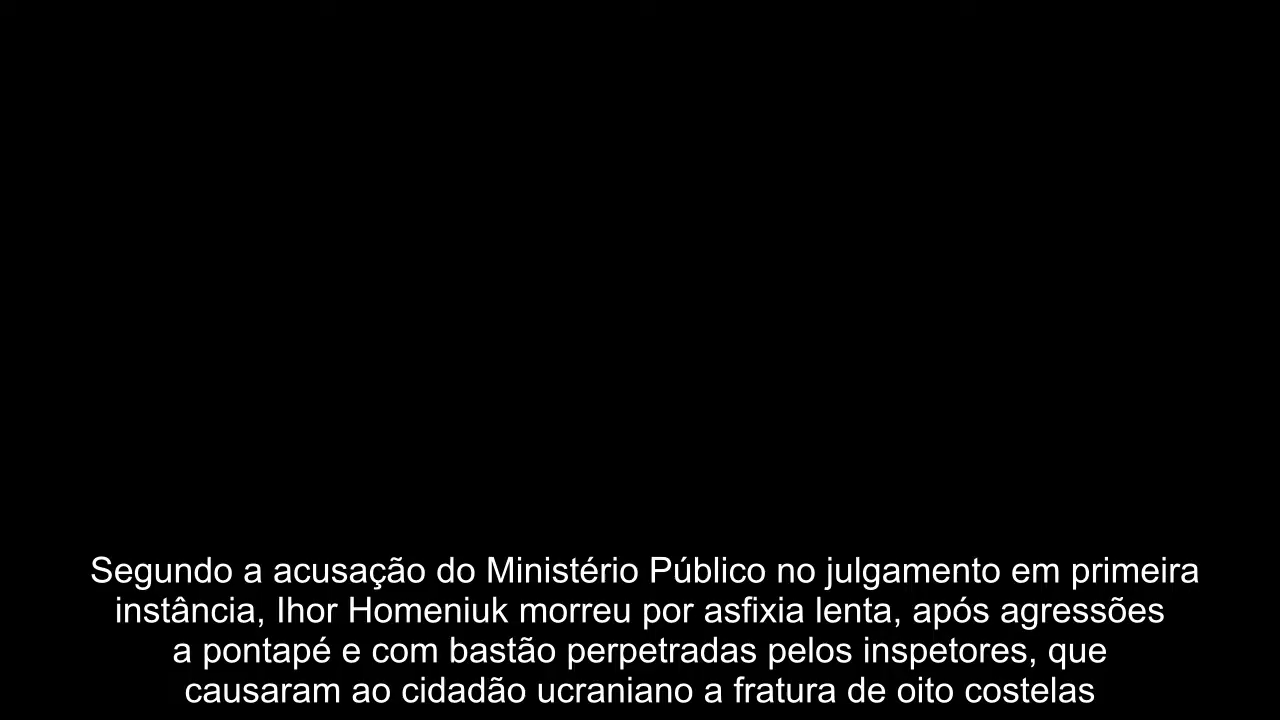 Segundo a acusação do Ministério Público no julgamento em primeira
instância, Ihor Homeniuk morreu por asfixia lenta, após agressões
a pontapé e com bastão perpetradas pelos inspetores, que
causaram ao cidadão ucraniano a fratura de oito costelas